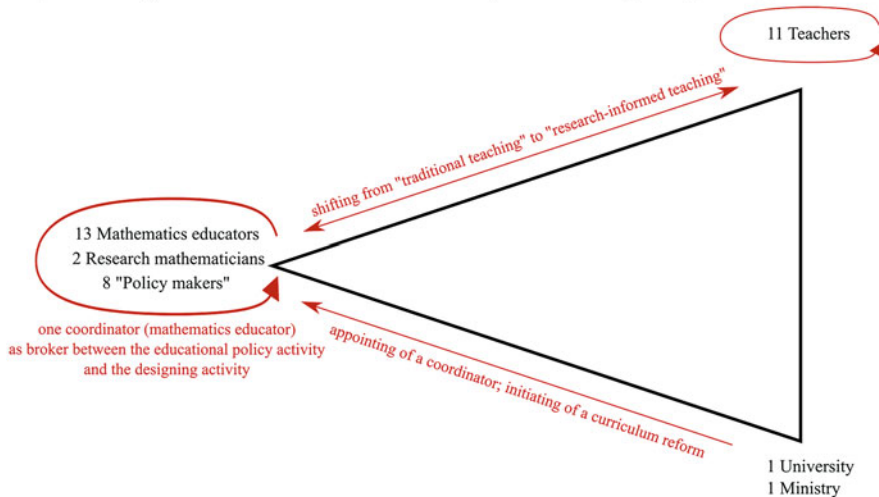 11 Teachers
shifting from "traditional teaching" to "research-informed teaching"
13 Mathematics educators
2 Research mathematicians
8 "Policy makers"
one coordinator (mathematics educator)
as broker between the educational policy activity
and the designing activity
appointing of a coordinator; initiating of a curriculum reform
1 University
1 Ministry